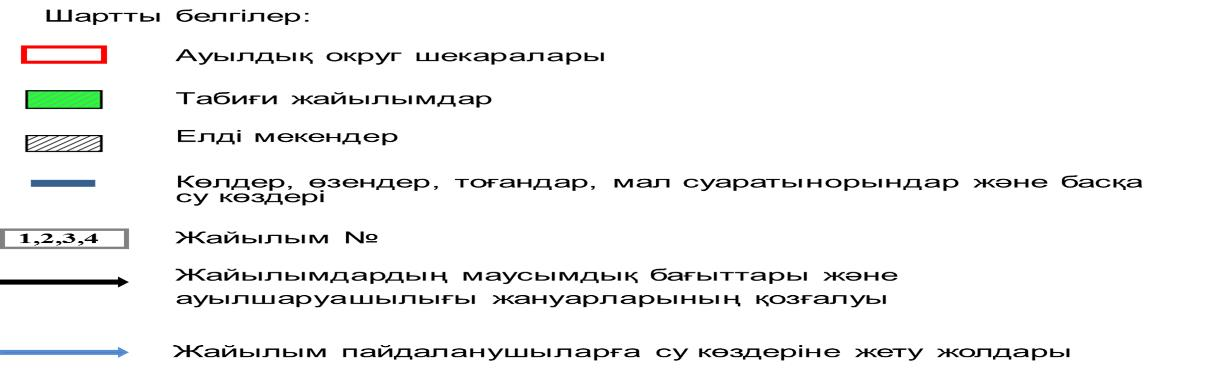 Шартты белгілер:
Ауылдық округ шекаралары
Табиғи жайылымдар
Елді мекендер
Көлдер, өзендер, тоғандар, мал суаратынорындар және басқа
су көздері
1,2,3,4 Жайылым №
Жайылымдардың маусымдық бағыттары және
ауылшаруашылығы жануарларының қозғалуы
Жайылым пайдаланушыларға су көздеріне жету жолдары